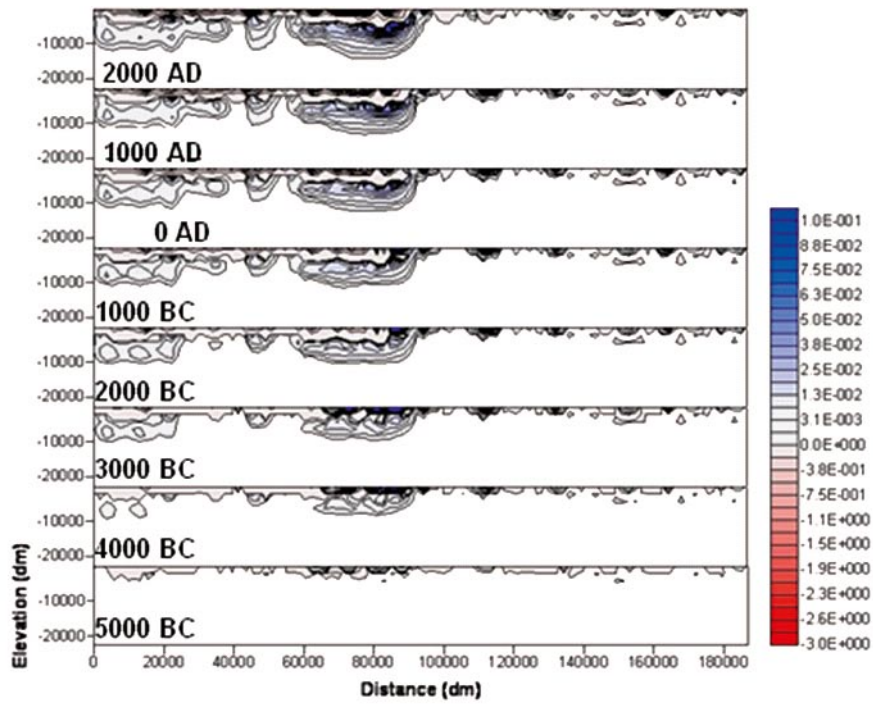 -10000
-20000
2000 AD
-10000
-20000
1000 AD
-10000
-20000
0 AD
-10000
-20000
1000 BC
-10000
-20000
2000 BC
-10000
-20000
3000 BC
-10000
-20000
4000 BC
-10000
-20000
5000 BC
0 20000 40000 60000 80000 100000 120000 140000 160000 180000
Distance (dm)
Elevation (dm)
1.0E-001
8.8E-002
7.5E-002
6.3E-002
5.0E-002
3.8E-002
2.5E-002
1.3E-002
3.1E-003
0.0E+000
-3.8E-001
-7.5E-001
-1.1E+000
-1.5E+000
-1.9E+000
-2.3E+000
-2.6E+000
-3.0E+000